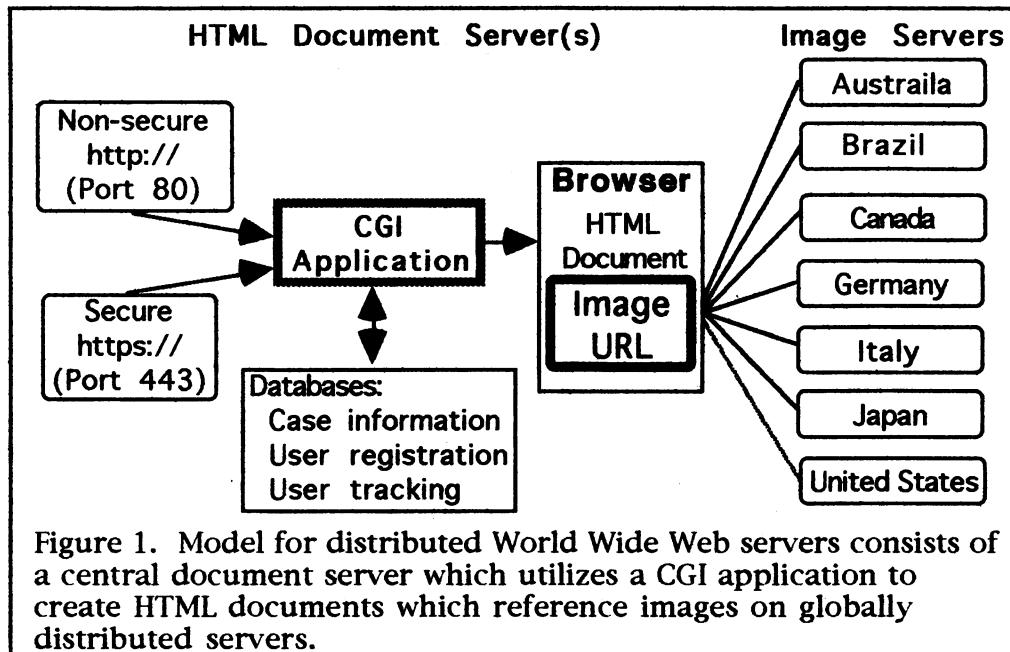 HTML Document Server(s)
Image Servers
Non-secure
http://
(Port 80)
Secure
https://
(Port 443)
CGI
Application
Databases:
Case information
User registration
User tracking
Browser
HTML
Document
Image
URL
Austraila
Brazil
Canada
Germany
Italy
Japan
United States
Figure 1. Model for distributed World Wide Web servers consists of
a central document server which utilizes a CGI application to
create HTML documents which reference images on globally
distributed servers.